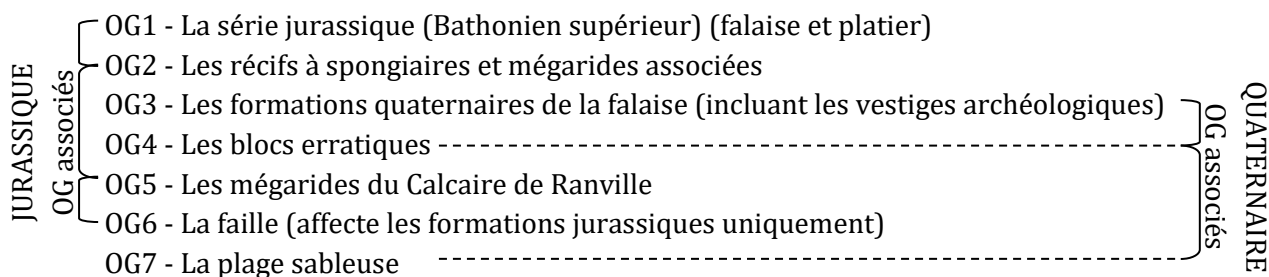 OG1 - La série jurassique (Bathonien supérieur) (falaise et platier)
OG2 - Les récifs à spongiaires et mégarides associées
OG3 - Les formations quaternaires de la falaise (incluant les vestiges archéologiques)
OG4 - Les blocs erratiques
OG5 - Les mégarides du Calcaire de Ranville
OG6 - La faille (affecte les formations jurassiques uniquement)
OG7 - La plage sableuse
JURASSIQUE
OG associés
OG associés
QUATERNAIRE